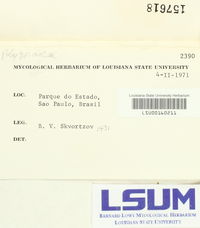 157618
2390
MYCOLOGICAL HERBARIUM OF LOUISIANA STATE UNIVERSITY
4-II-1971
LOC. Parque do Estado,
Sao Paulo, Brasil
Louisiana State University Herbarium
LEG. B. V. Skvortzov 1971
DET.
LSUM
BERNARD LOWY MYCOLOGICAL HERBARIUM
LOUISIANA STATE UNIVERSITY